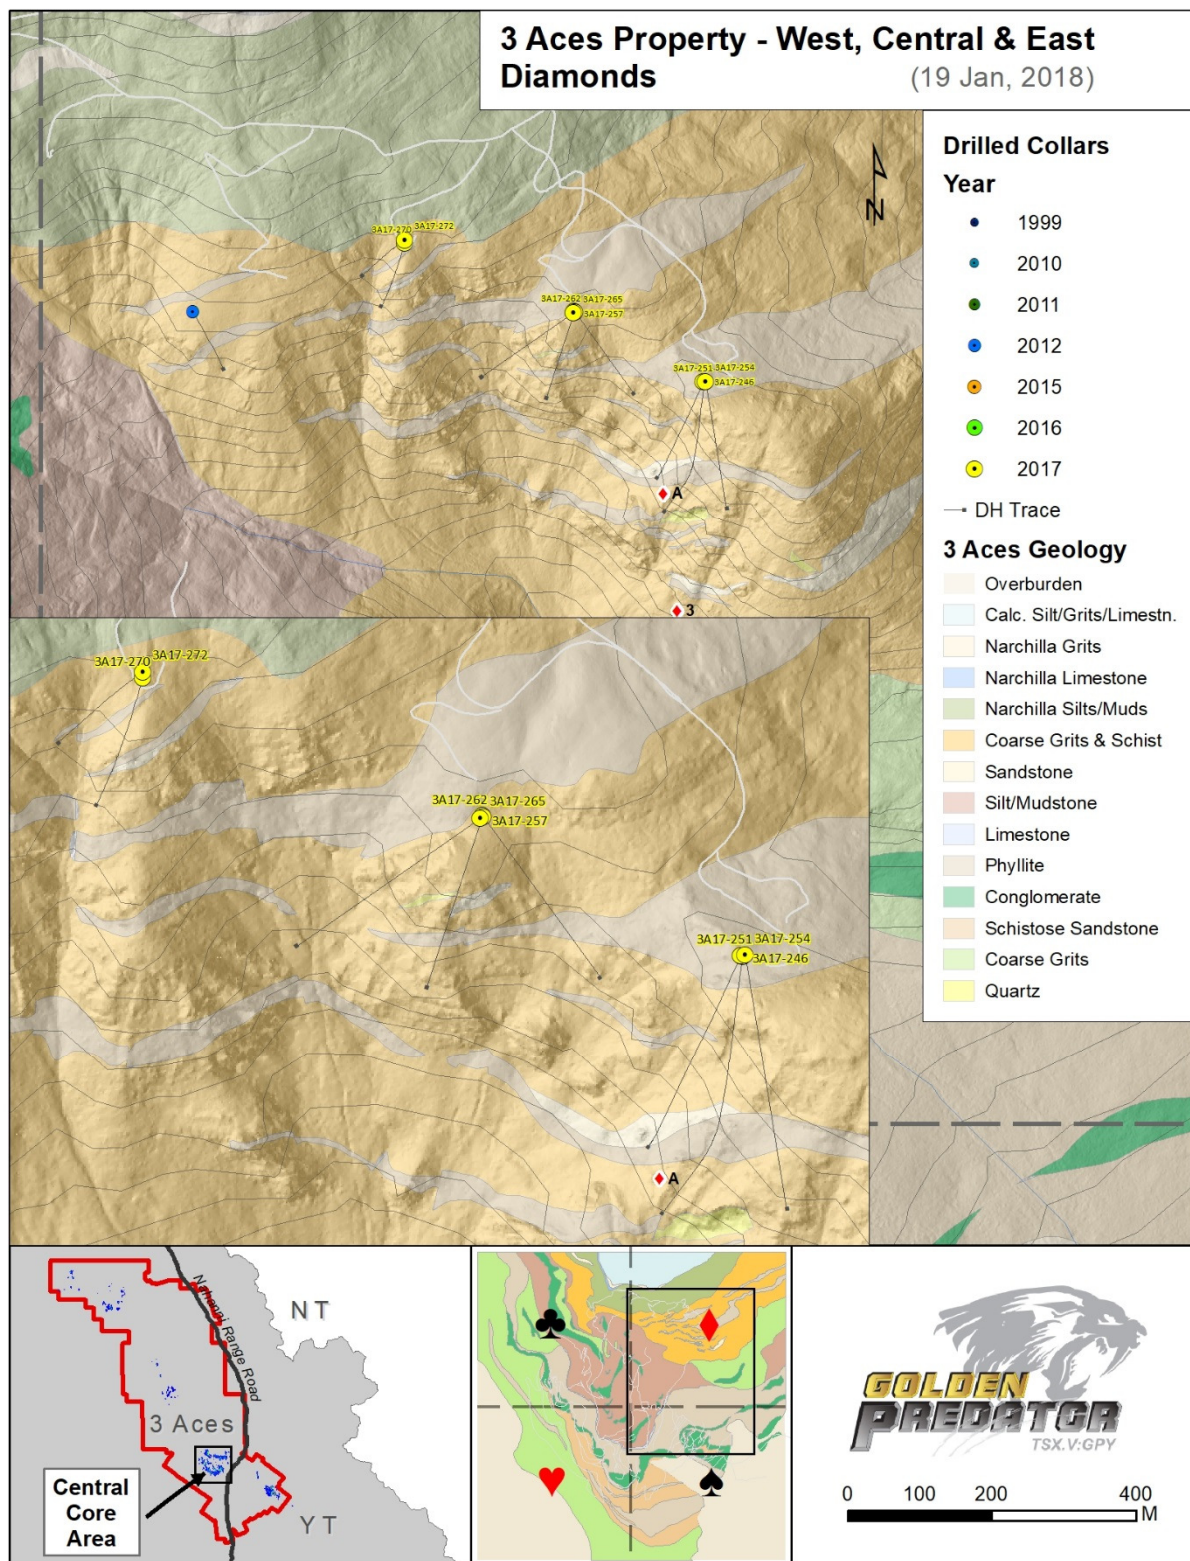 3 Aces Property - West, Central & East
Diamonds (19 Jan, 2018)
N
3A17-270 3A17-272
3A17-262 3A17-265
3A17-257
3A17-251 3A17-254
3A17-246
A
3
Drilled Collars
Year
1999
2010
2011
2012
2015
2016
2017
DH Trace
3 Aces Geology
Overburden
Calc. Silt/Grits/Limestn.
Narchilla Grits
Narchilla Limestone
Narchilla Silts/Muds
Coarse Grits & Schist
Sandstone
Silt/Mudstone
Limestone
Phyllite
Conglomerate
Schistose Sandstone
Coarse Grits
Quartz
3A17-270 3A17-272
3A17-262 3A17-265
3A17-257
3A17-251 3A17-254
3A17-246
A
Nahanni Range Road
NT
3 Aces
Central
Core
Area
YT
GOLDEN
PREDATOR
TSX.V:GPY
0 100 200 400
M